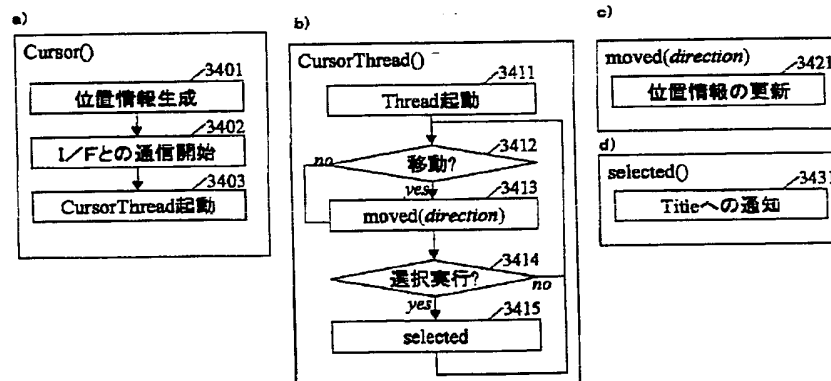 a)
Cursor()
3401
位置情報生成
3402
I/Fとの通信開始
3403
CursorThread起動
b)
CursorThread()
3411
Thread起動
3412
移動?
no
yes
3413
moved(direction)
3414
選択実行?
no
yes
3415
selected
c)
moved(direction)
3421
位置情報の更新
d)
selected()
3431
Titieへの通知